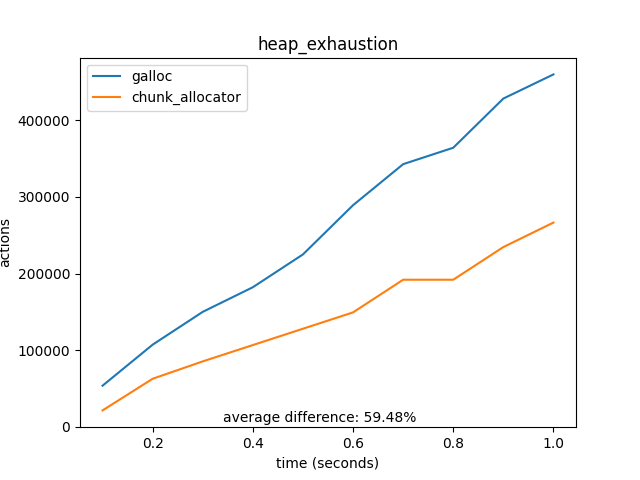 heap_exhaustion
galloc
chunk_allocator
400000
300000
200000
100000
0
actions
average difference: 59.48%
0.2 0.4 0.6 0.8 1.0
time (seconds)